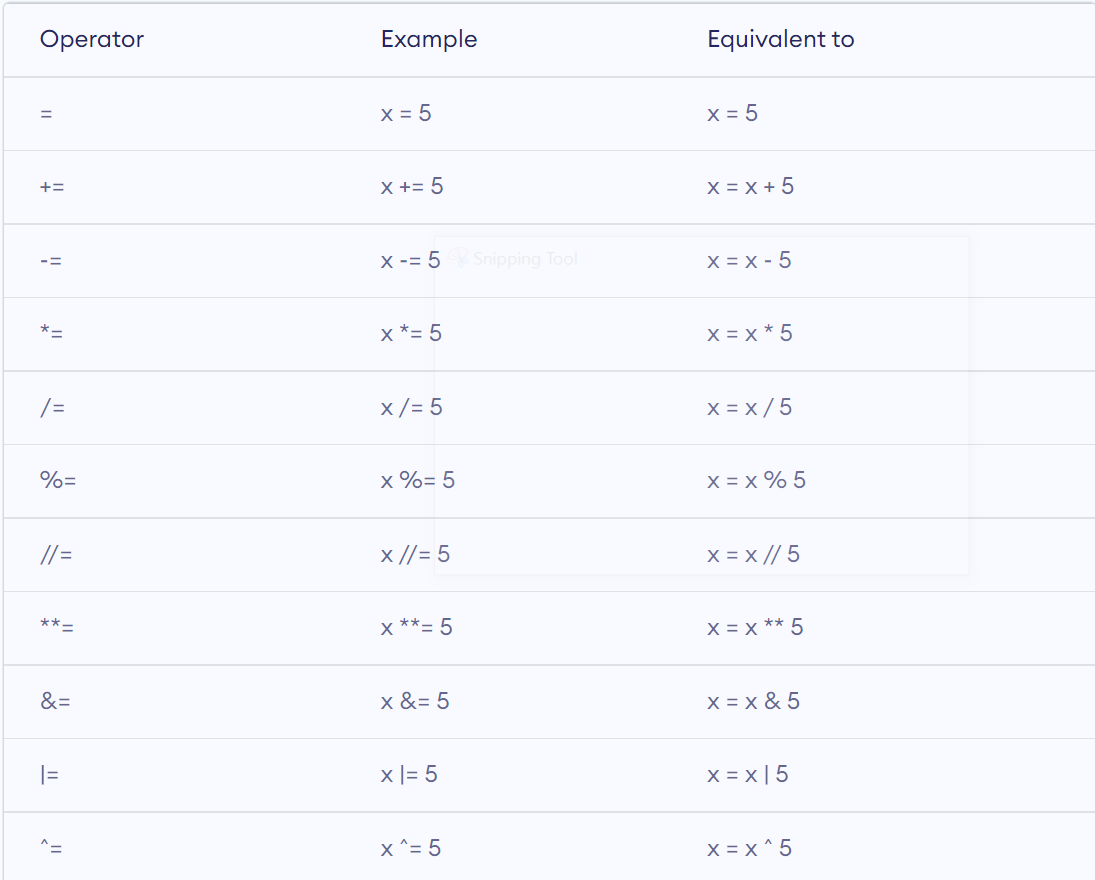 Operator Example Equivalent to
= x = 5 x = 5
+= x += 5 x = x + 5
-= x -= 5 Snipping Tool x = x - 5
*= x *= 5 x = x * 5
/= x /= 5 x = x / 5
%= x %= 5 x = x % 5
//= x //= 5 x = x // 5
**= x **= 5 x = x ** 5
&= x &= 5 x = x & 5
|= x |= 5 x = x | 5
^= x ^= 5 x = x ^ 5